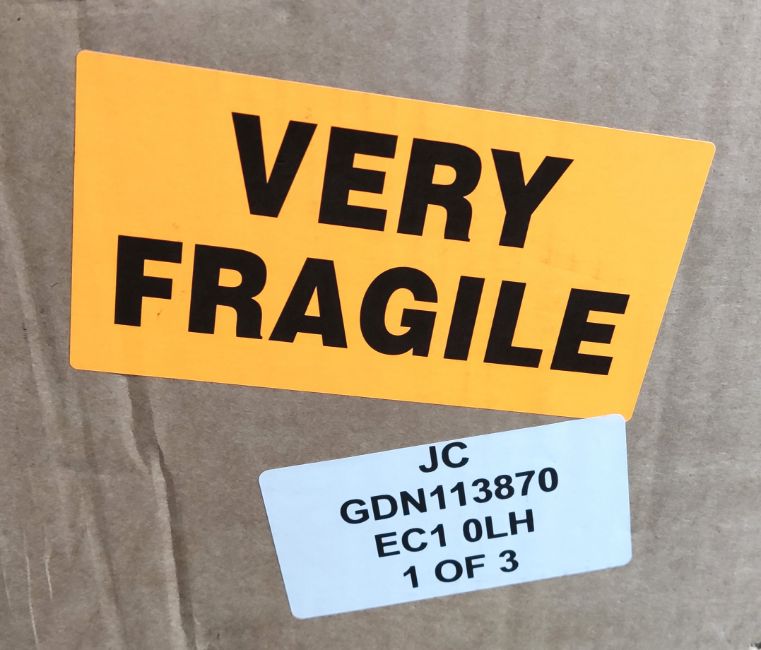 VERY
FRAGILE
JC
GDN113870
EC1 0LH
1 OF 3